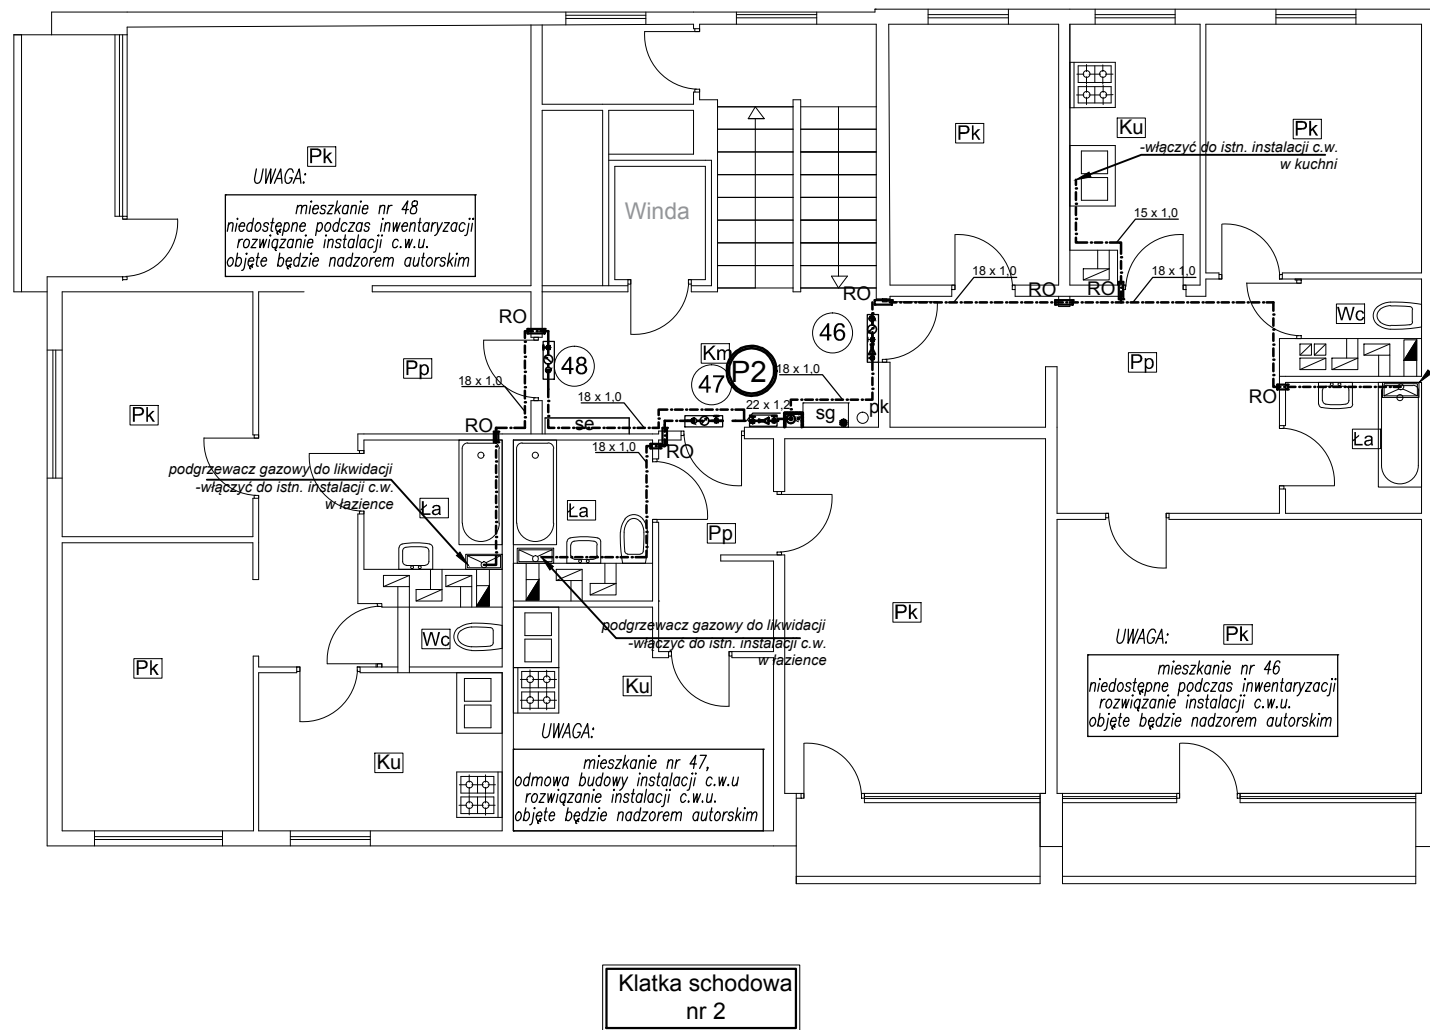 Pk
UWAGA:
mieszkanie nr 48
niedostępne podczas inwentaryzacji
rozwiązanie instalacji c.w.u.
objęte będzie nadzorem autorskim
Winda
Pk
Ku
-włączyć do istn. instalacji c.w.
w kuchni
Pk
15 x 1,0
18 x 1,0
18 x 1,0
RO
RO
RO
RO
Wc
46
48
Km
P2
47
Pp
18 x 1,0
18 x 1,0
18 x 1,0
22 x 1,2
sg
pk
se
Pp
RO
Pk
RO
18 x 1,0
RO
Ła
podgrzewacz gazowy do likwidacji
-włączyć do istn. instalacji c.w.
w łazience
Ła
Ła
Pp
Pk
Wc
podgrzewacz gazowy do likwidacji
-włączyć do istn. instalacji c.w.
w łazience
Pk
Ku
UWAGA:
Pk
mieszkanie nr 46
niedostępne podczas inwentaryzacji
rozwiązanie instalacji c.w.u.
objęte będzie nadzorem autorskim
UWAGA:
mieszkanie nr 47,
odmowa budowy instalacji c.w.u
rozwiązanie instalacji c.w.u.
objęte będzie nadzorem autorskim
Ku
Klatka schodowa
nr 2